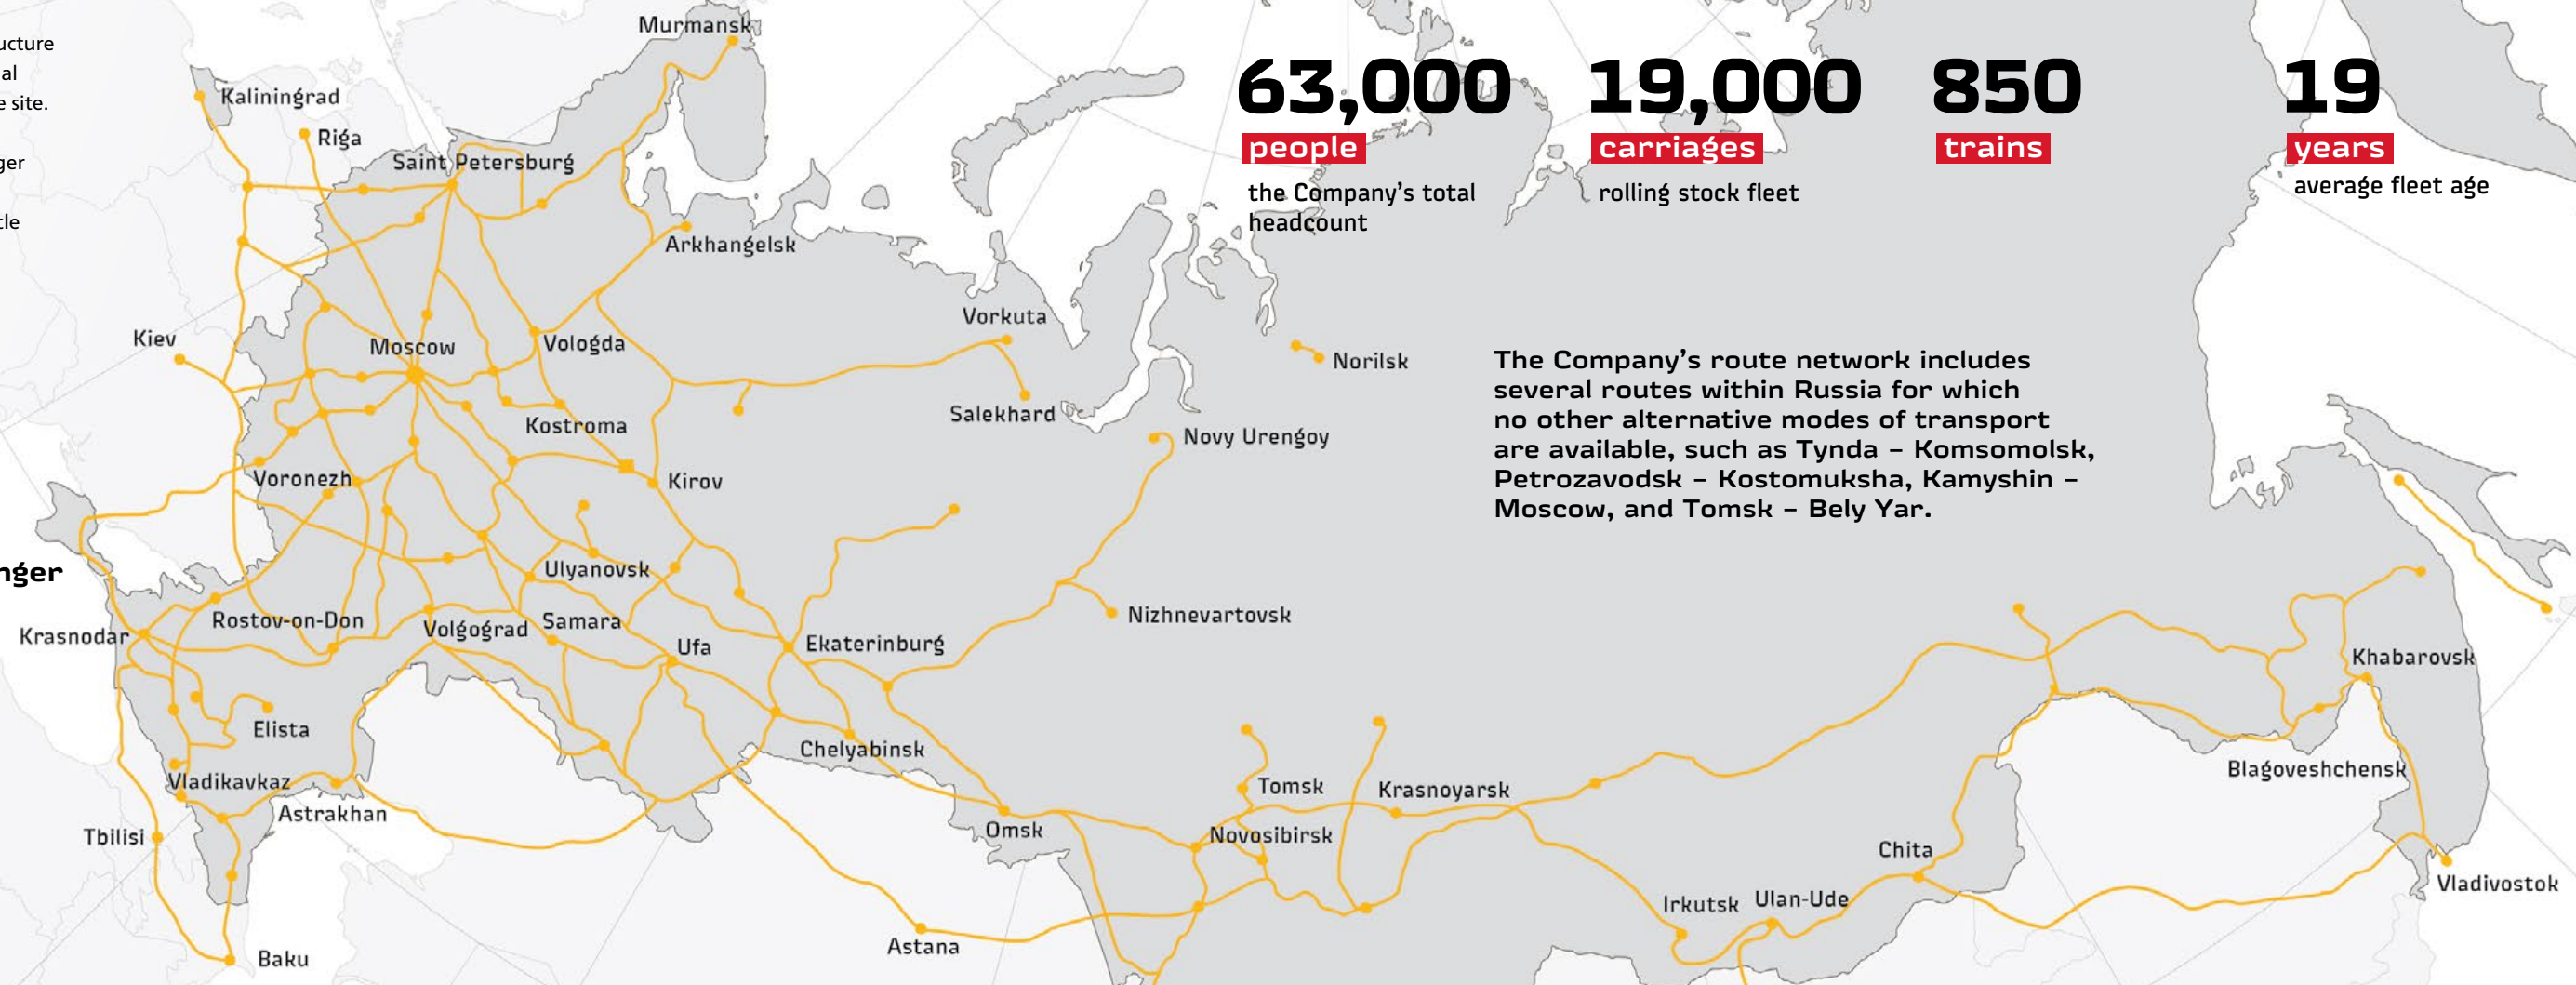 ucture
al
e site.
ger
cle
nger
63,000
people
the Company's total
headcount
19,000
carriages
rolling stock fleet
850
trains
19
years
average fleet age
The Company's route network includes
several routes within Russia for which
no other alternative modes of transport
are available, such as Tynda – Komsomolsk,
Petrozavodsk – Kostomuksha, Kamyshin –
Moscow, and Tomsk – Bely Yar.
Murmansk
Kaliningrad
Riga
Saint Petersburg
Arkhangelsk
Vorkuta
Kiev
Moscow
Vologda
Norilsk
Salekhard
Kostroma
Novy Urengoy
Voronezh
Kirov
Ulyanovsk
Nizhnevartovsk
Rostov-on-Don
Krasnodar
Volgograd
Samara
Ufa
Ekaterinburg
Khabarovsk
Elista
Chelyabinsk
Blagoveshchensk
Vladikavkaz
Tomsk
Krasnoyarsk
Astrakhan
Omsk
Novosibirsk
Tbilisi
Chita
Vladivostok
Irkutsk
Ulan-Ude
Astana
Baku